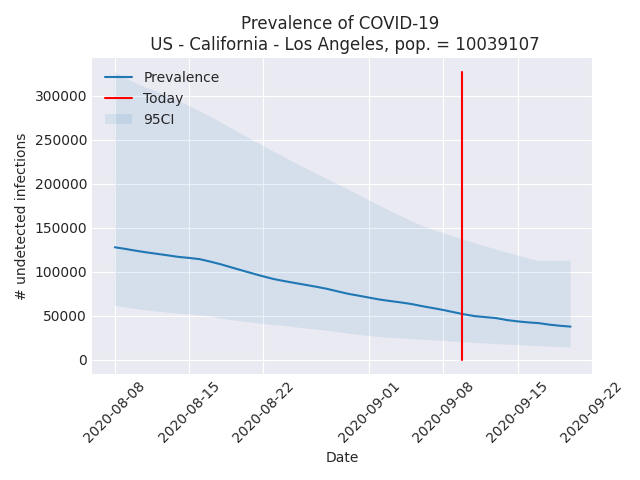 Prevalence of COVID-19
US - California - Los Angeles, pop. = 10039107
Prevalence
Today
95CI
# undetected infections
300000
250000
200000
150000
100000
50000
0
2020-08-08
2020-08-15
2020-08-22
2020-09-01
2020-09-08
2020-09-15
2020-09-22
Date